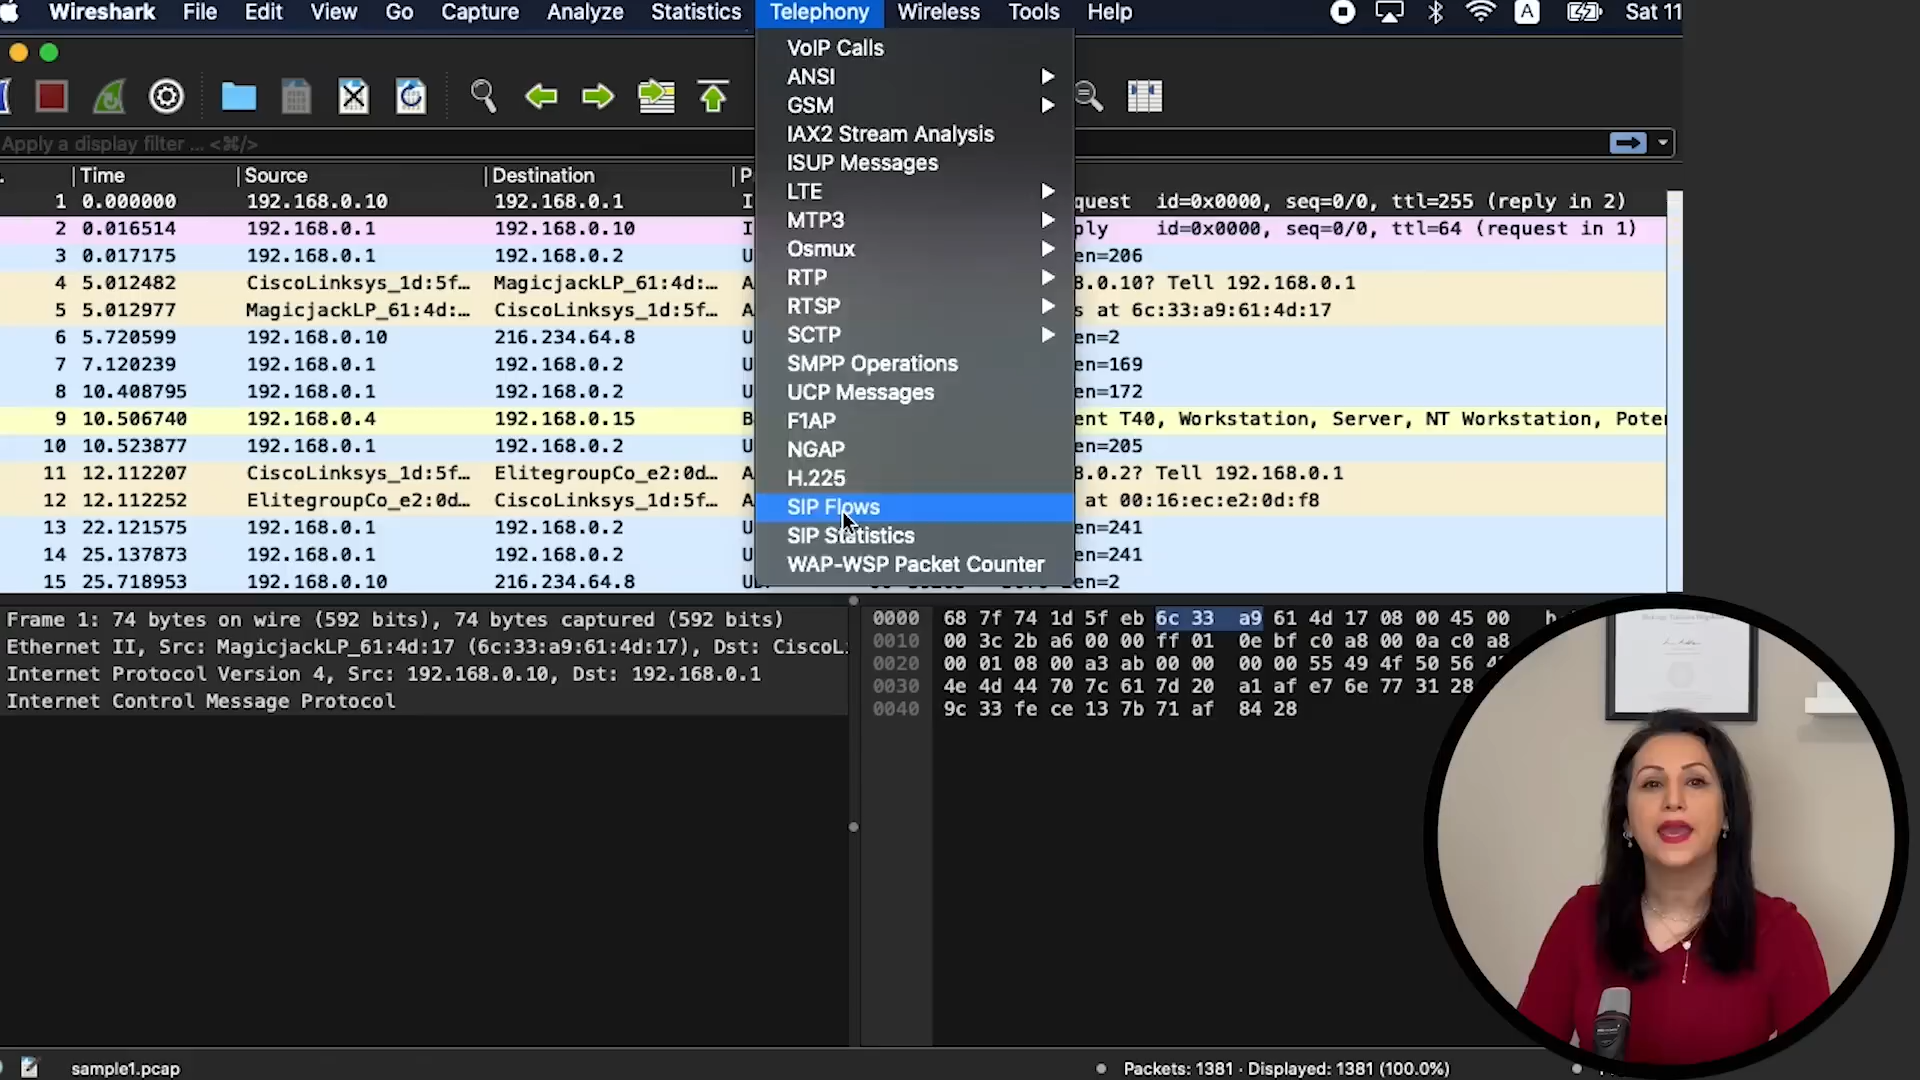 Wireshark File Edit View Go Capture Analyze Statistics Telephony Wireless Tools Help A Sat 11
VoIP Calls
ANSI
GSM
IAX2 Stream Analysis
ISUP Messages
LTE
MTP3
Osmux
RTP
RTSP
SCTP
SMPP Operations
UCP Messages
F1AP
NGAP
H.225
SIP Flows
SIP Statistics
WAP-WSP Packet Counter
Apply a display filter ... <⌘/>
Time Source Destination P
1 0.000000 192.168.0.10 192.168.0.1 I quest id=0x0000, seq=0/0, ttl=255 (reply in 2)
2 0.016514 192.168.0.1 192.168.0.10 I ply id=0x0000, seq=0/0, ttl=64 (request in 1)
3 0.017175 192.168.0.1 192.168.0.2 U en=206
4 5.012482 CiscoLinksys_1d:5f… MagicjackLP_61:4d:… A 8.0.10? Tell 192.168.0.1
5 5.012977 MagicjackLP_61:4d:… CiscoLinksys_1d:5f… A s at 6c:33:a9:61:4d:17
6 5.720599 192.168.0.10 216.234.64.8 U en=2
7 7.120239 192.168.0.1 192.168.0.2 U en=169
8 10.408795 192.168.0.1 192.168.0.2 U en=172
9 10.506740 192.168.0.4 192.168.0.15 B ent T40, Workstation, Server, NT Workstation, Poten
10 10.523877 192.168.0.1 192.168.0.2 U en=205
11 12.112207 CiscoLinksys_1d:5f… ElitegroupCo_e2:0d… A 8.0.2? Tell 192.168.0.1
12 12.112252 ElitegroupCo_e2:0d… CiscoLinksys_1d:5f… A at 00:16:ec:e2:0d:f8
13 22.121575 192.168.0.1 192.168.0.2 U en=241
14 25.137873 192.168.0.1 192.168.0.2 U en=241
15 25.718953 192.168.0.10 216.234.64.8 en=2
Frame 1: 74 bytes on wire (592 bits), 74 bytes captured (592 bits)
Ethernet II, Src: MagicjackLP_61:4d:17 (6c:33:a9:61:4d:17), Dst: CiscoL
Internet Protocol Version 4, Src: 192.168.0.10, Dst: 192.168.0.1
Internet Control Message Protocol
0000 68 7f 74 1d 5f eb 6c 33 a9 61 4d 17 08 00 45 00 h
0010 00 3c 2b a6 00 00 ff 01 0e bf c0 a8 00 0a c0 a8
0020 00 01 08 00 a3 ab 00 00 00 00 55 49 4f 50 56
0030 4e 4d 44 70 7c 61 7d 20 a1 af e7 6e 77 31 28
0040 9c 33 fe ce 13 7b 71 af 84 28
sample1.pcap Packets: 1381 · Displayed: 1381 (100.0%)